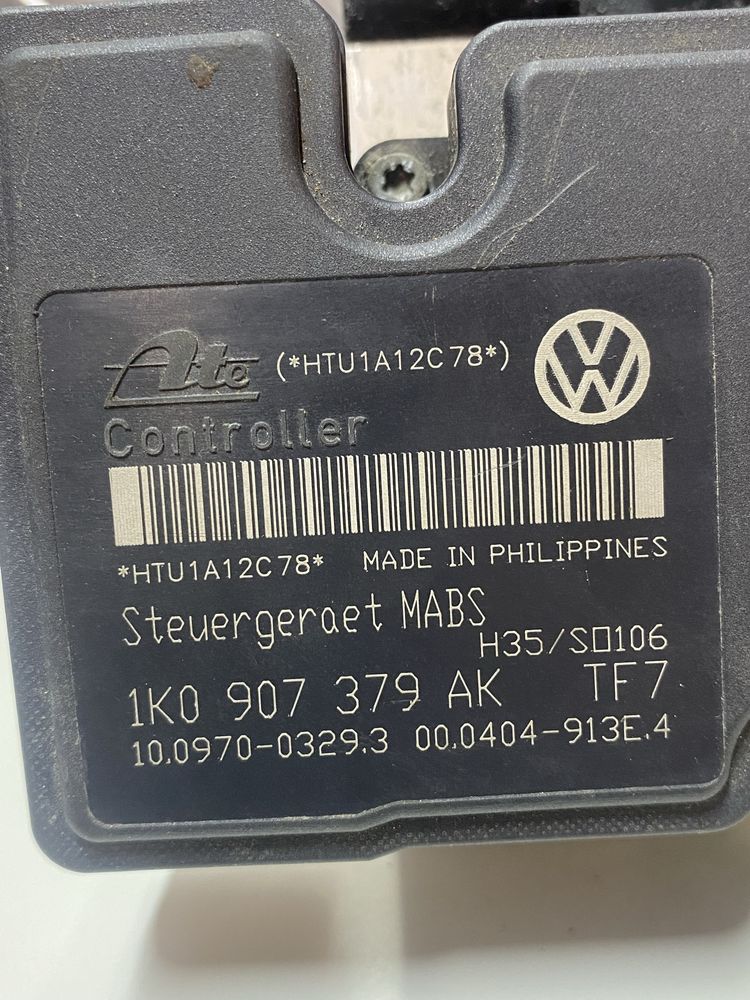 Ate (*HTU1A12C78*)
Controller
*HTU1A12C78* MADE IN PHILIPPINES
Steuergeraet MABS
H35/S□106
1K0 907 379 AK TF7
10.0970-0329.3 00.0404-913E.4